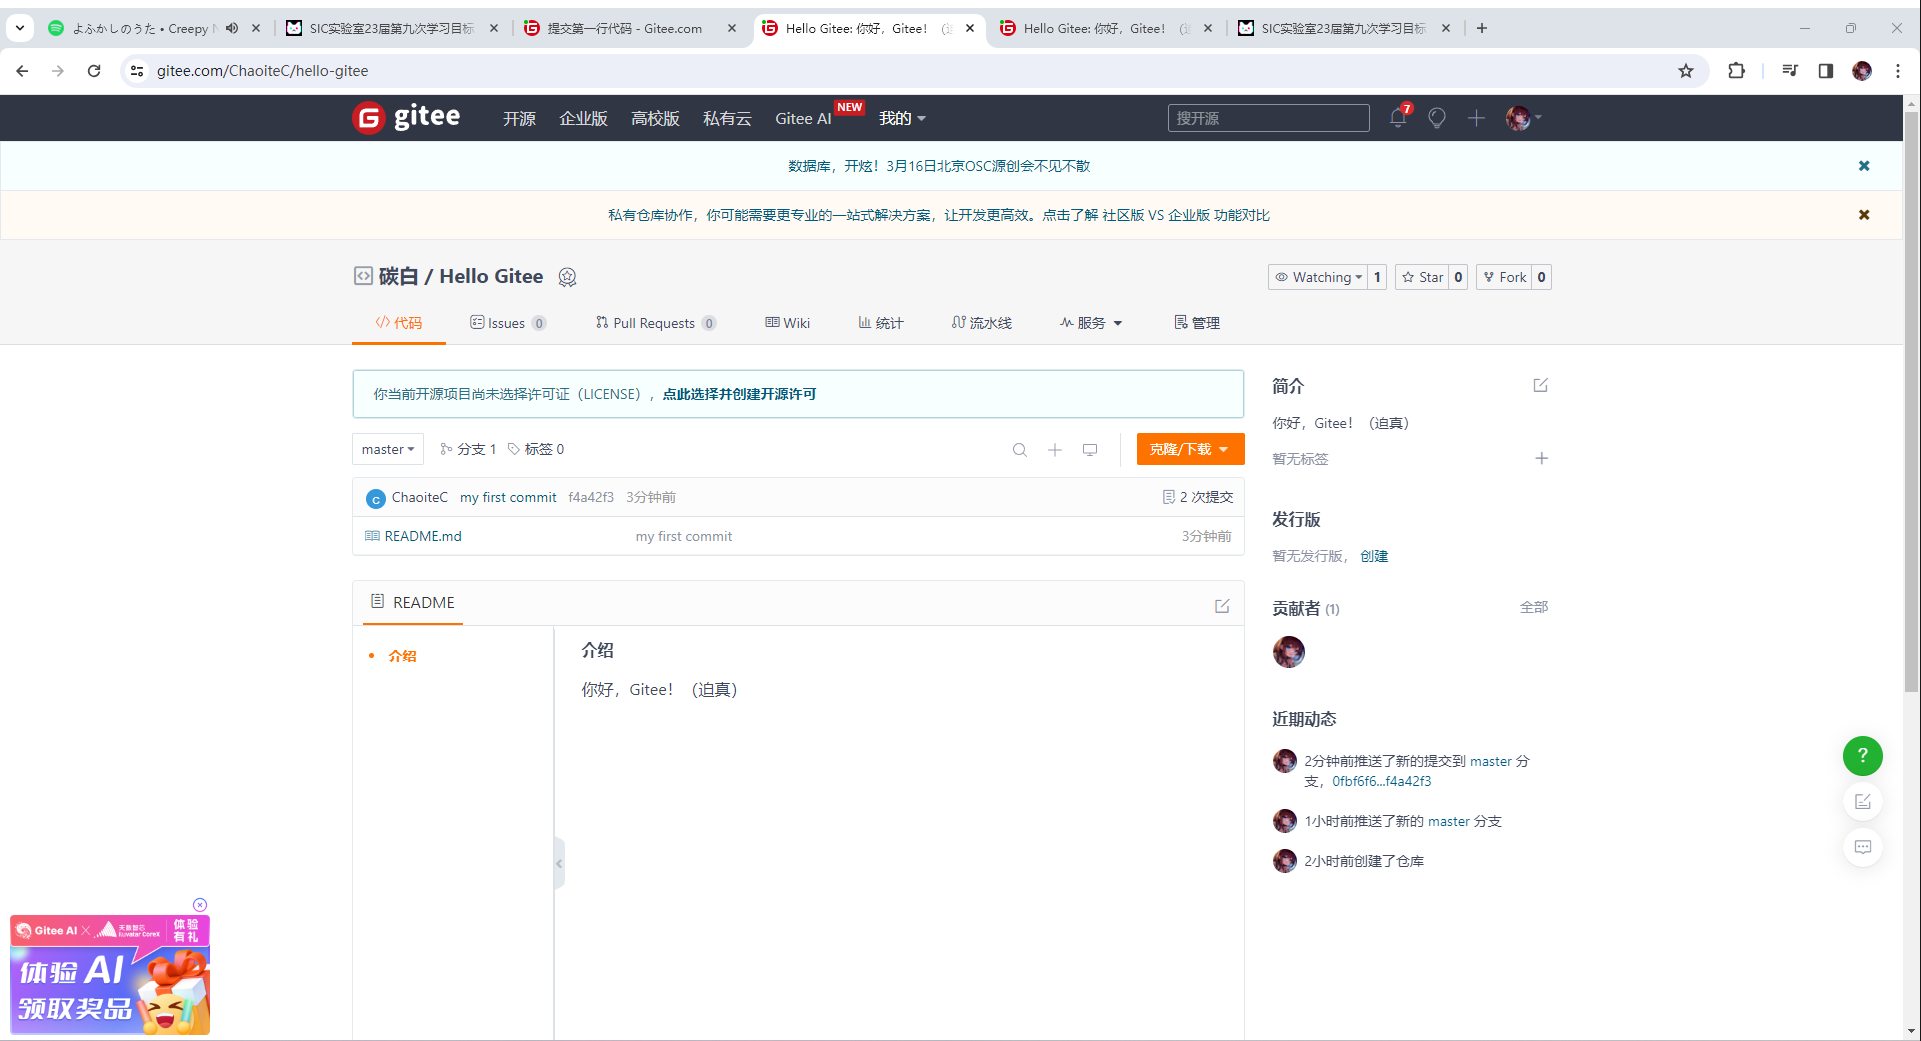 よふかしのうた • Creepy N
SIC实验室23届第九次学习目标
提交第一行代码 - Gitee.com
Hello Gitee: 你好，Gitee！（迫
Hello Gitee: 你好，Gitee！（迫
SIC实验室23届第九次学习目标
gitee.com/ChaoiteC/hello-gitee
G gitee
开源 企业版 高校版 私有云 Gitee AI NEW 我的
搜开源
7
数据库，开炫！3月16日北京OSC源创会不见不散
私有仓库协作，你可能需要更专业的一站式解决方案，让开发更高效。点击了解 社区版 VS 企业版 功能对比
碳白 / Hello Gitee
Watching 1 Star 0 Fork 0
代码 Issues 0 Pull Requests 0 Wiki 统计 流水线 服务 管理
你当前开源项目尚未选择许可证（LICENSE），点此选择并创建开源许可
master 分支 1 标签 0
克隆/下载
C ChaoiteC my first commit f4a42f3 3分钟前
2 次提交
README.md my first commit 3分钟前
README
介绍
介绍
你好，Gitee！（迫真）
简介
你好，Gitee！（迫真）
暂无标签
发行版
暂无发行版， 创建
贡献者 (1) 全部
近期动态
2分钟前推送了新的提交到 master 分
支，0fbf6f6...f4a42f3
1小时前推送了新的 master 分支
2小时前创建了仓库
?
Gitee AI × 天数智芯 Iluvatar CoreX 体验有礼
体验 AI
领取奖品